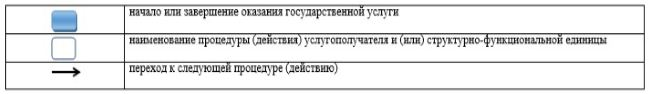 начало или завершение оказания государственной услуги
наименование процедуры (действия) услугополучателя и (или) структурно-функциональной единицы
переход к следующей процедуре (действию)